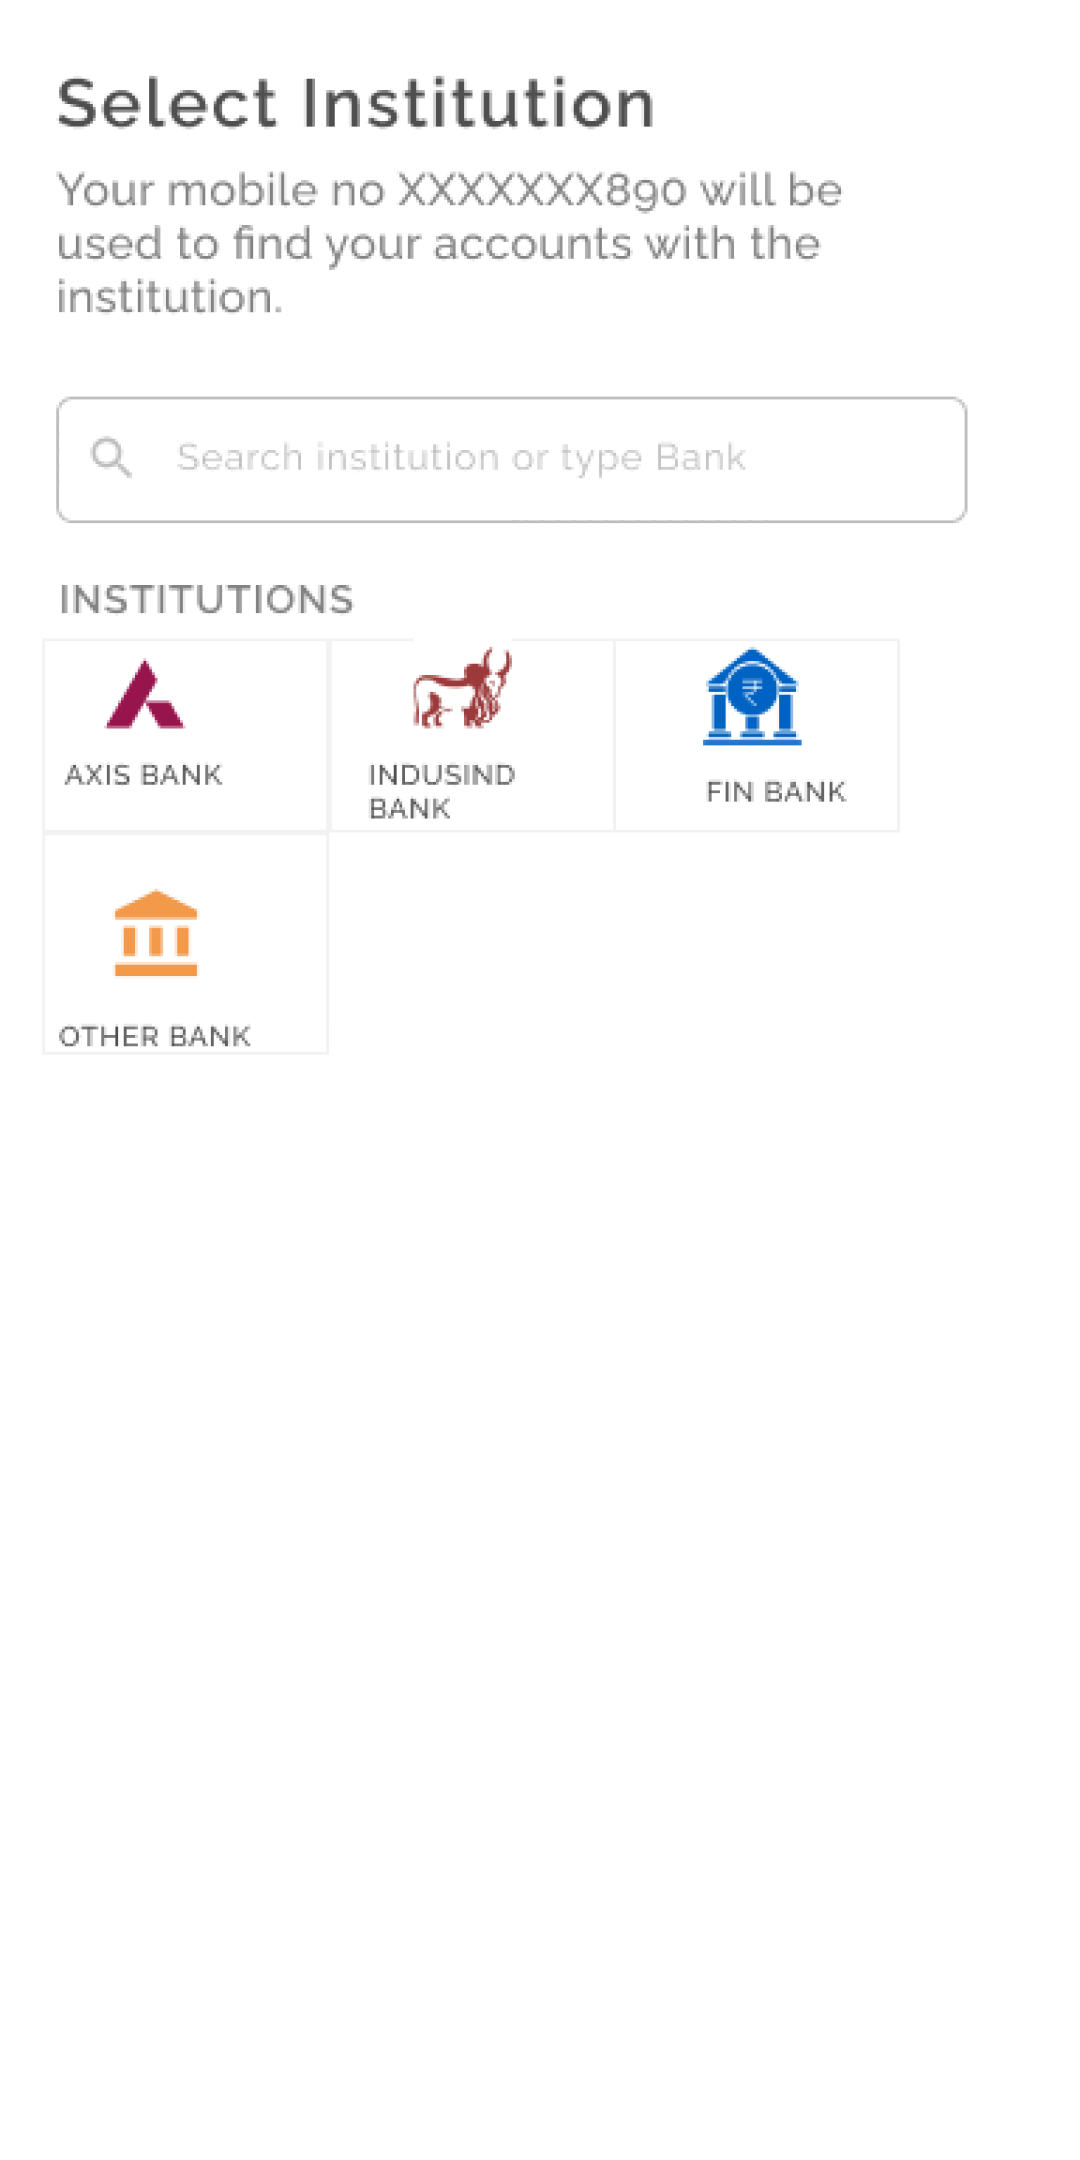 Select Institution
Your mobile no XXXXXXX890 will be
used to find your accounts with the
institution.
Search institution or type Bank
INSTITUTIONS
AXIS BANK
INDUSIND
BANK
₹
FIN BANK
OTHER BANK